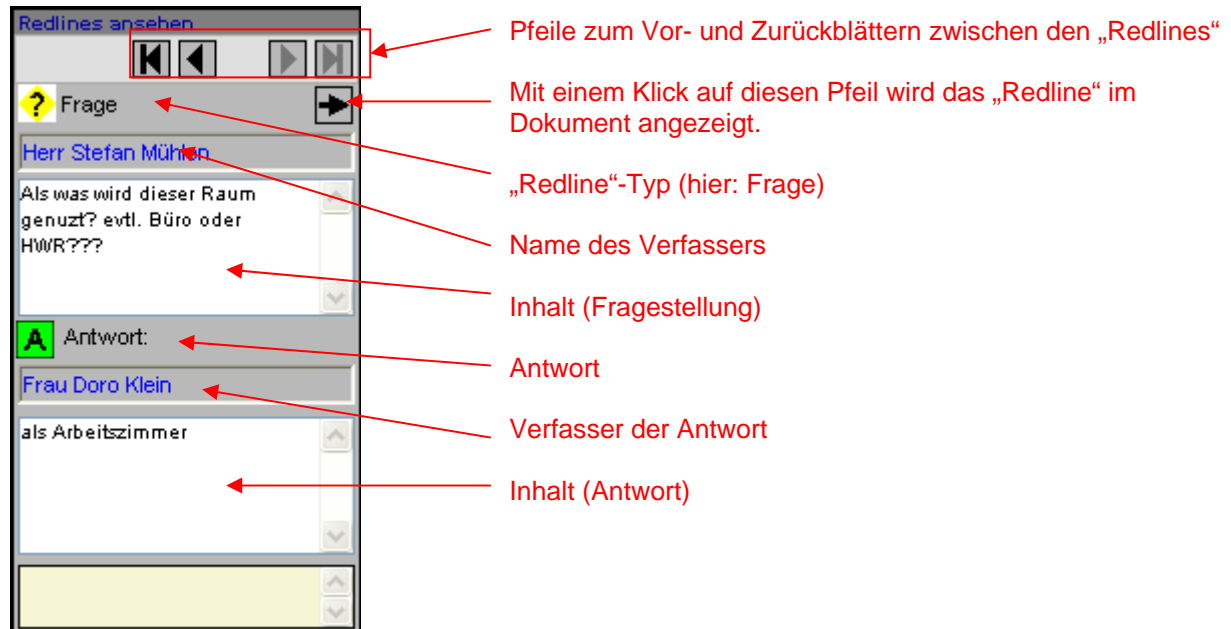 Redlines ansehen
Pfeile zum Vor- und Zurückblättern zwischen den „Redlines“
? Frage
Mit einem Klick auf diesen Pfeil wird das „Redline“ im
Dokument angezeigt.
Herr Stefan Mühlen
„Redline“-Typ (hier: Frage)
Als was wird dieser Raum
genuzt? evtl. Büro oder
HWR???
Name des Verfassers
Inhalt (Fragestellung)
A Antwort:
Antwort
Frau Doro Klein
Verfasser der Antwort
als Arbeitszimmer
Inhalt (Antwort)